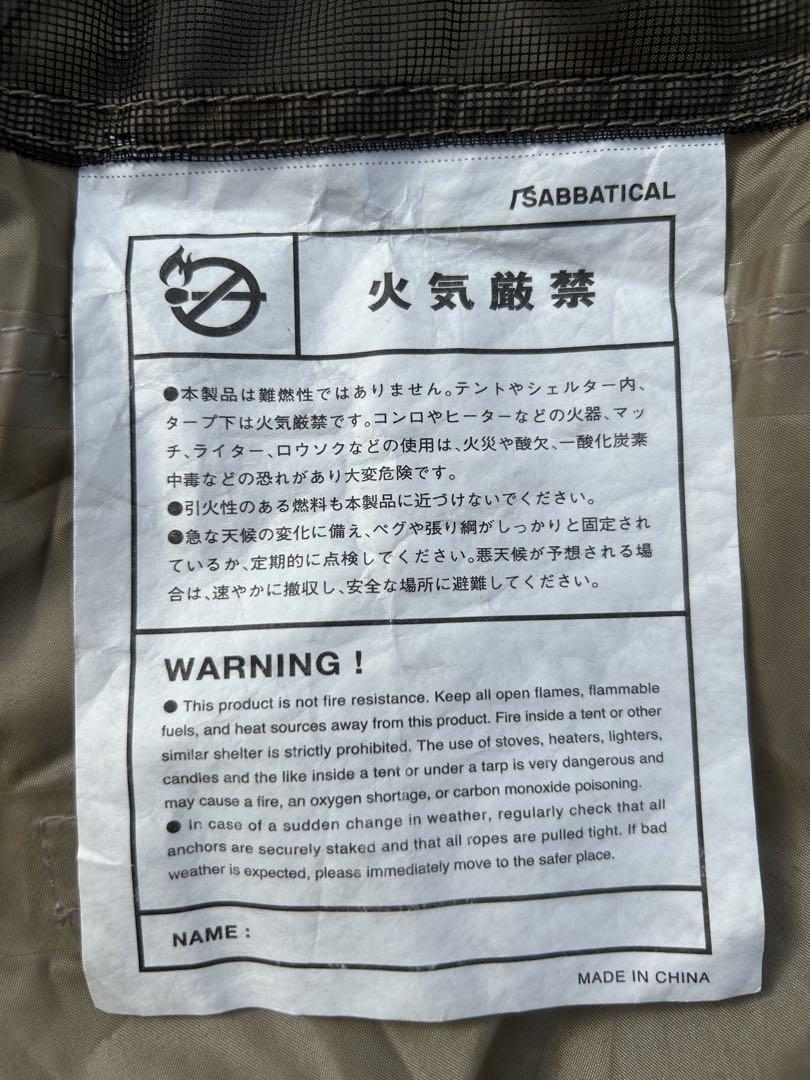 SABBATICAL
火気厳禁
●本製品は難燃性ではありません。テントやシェルター内、
タープ下は火気厳禁です。コンロやヒーターなどの火器、マッ
チ、ライター、ロウソクなどの使用は、火災や酸欠、一酸化炭素
中毒などの恐れがあり大変危険です。
●引火性のある燃料も本製品に近づけないでください。
●急な天候の変化に備え、ペグや張り綱がしっかりと固定され
ているか、定期的に点検してください。悪天候が予想される場
合は、速やかに撤収し、安全な場所に避難してください。
WARNING !
● This product is not fire resistance. Keep all open flames, flammable
fuels, and heat sources away from this product. Fire inside a tent or other
similar shelter is strictly prohibited. The use of stoves, heaters, lighters,
candles and the like inside a tent or under a tarp is very dangerous and
may cause a fire, an oxygen shortage, or carbon monoxide poisoning.
● In case of a sudden change in weather, regularly check that all
anchors are securely staked and that all ropes are pulled tight. If bad
weather is expected, please immediately move to the safer place.
NAME :
MADE IN CHINA